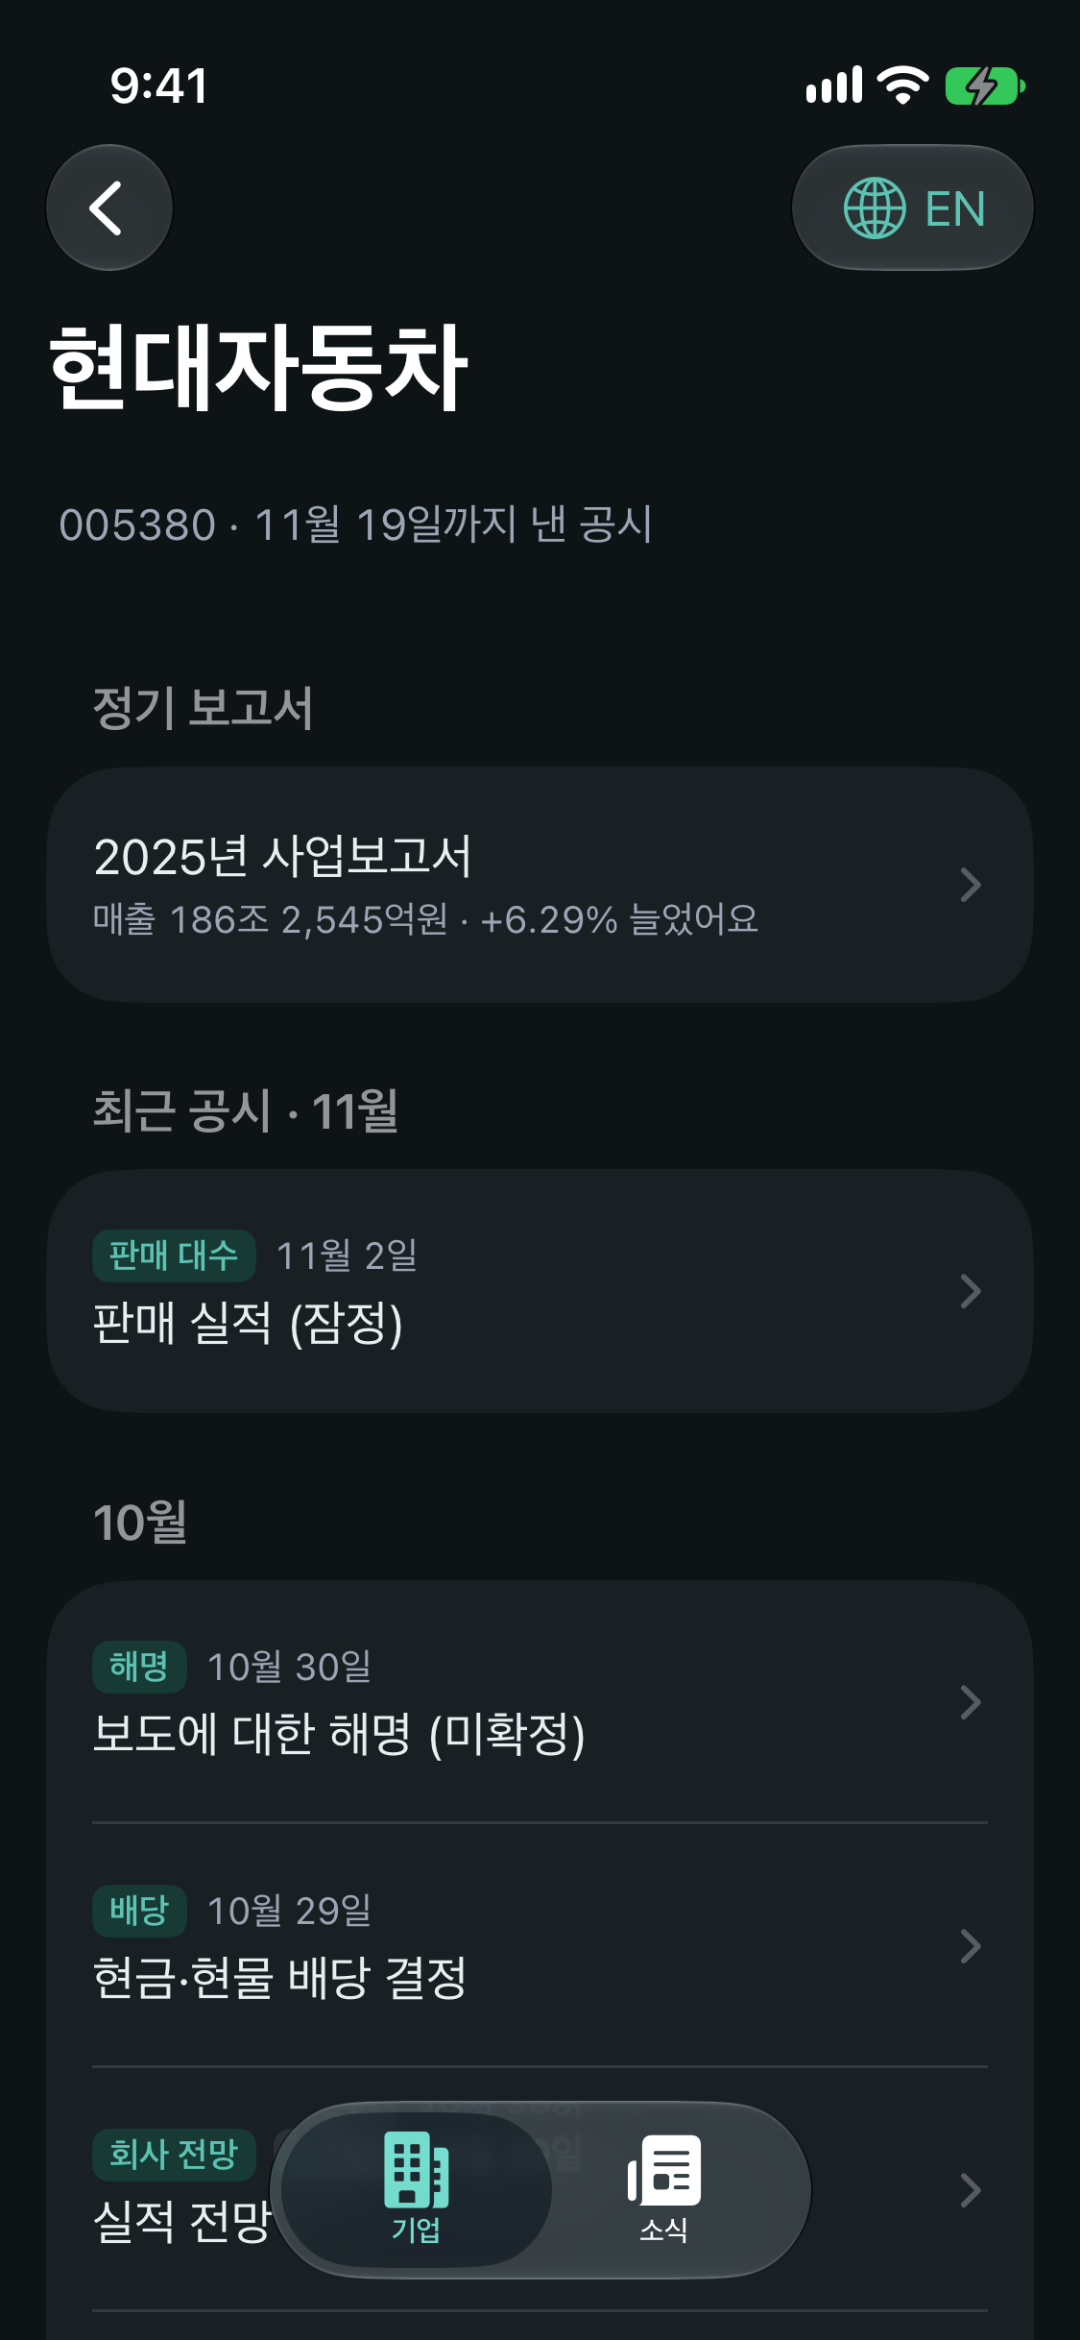 9:41
EN
현대자동차
005380 · 11월 19일까지 낸 공시
정기 보고서
2025년 사업보고서
매출 186조 2,545억원 · +6.29% 늘었어요
최근 공시 · 11월
판매 대수 11월 2일
판매 실적 (잠정)
10월
해명 10월 30일
보도에 대한 해명 (미확정)
배당 10월 29일
현금·현물 배당 결정
회사 전망
실적 전망
기업
소식